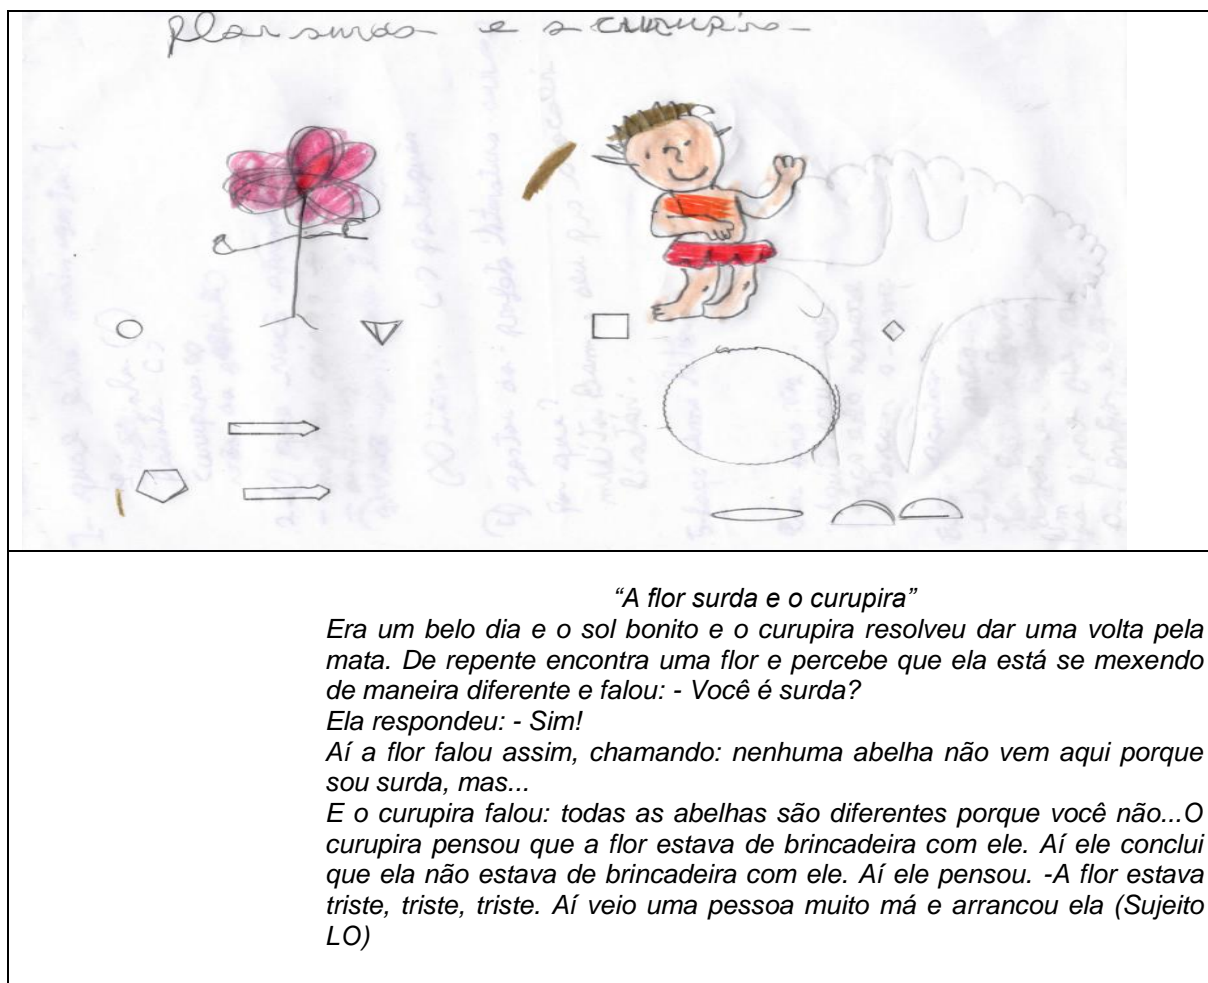 Flor surda e o curupira
"A flor surda e o curupira"
Era um belo dia e o sol bonito e o curupira resolveu dar uma volta pela
mata. De repente encontra uma flor e percebe que ela está se mexendo
de maneira diferente e falou: - Você é surda?
Ela respondeu: - Sim!
Aí a flor falou assim, chamando: nenhuma abelha não vem aqui porque
sou surda, mas...
E o curupira falou: todas as abelhas são diferentes porque você não...O
curupira pensou que a flor estava de brincadeira com ele. Aí ele conclui
que ela não estava de brincadeira com ele. Aí ele pensou. -A flor estava
triste, triste, triste. Aí veio uma pessoa muito má e arrancou ela (Sujeito
LO)